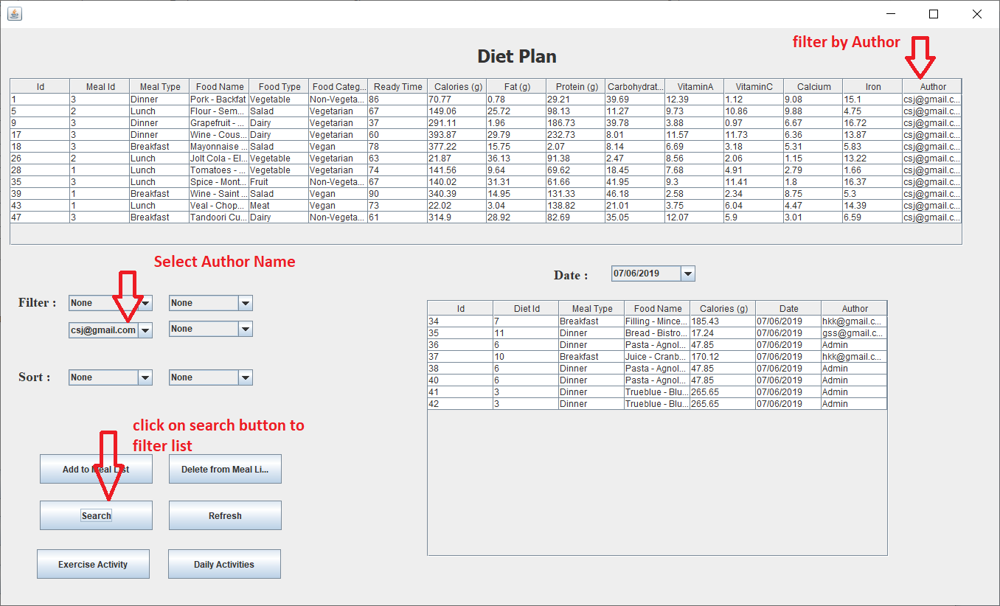 filter by Author
Diet Plan
Id Meal Id Meal Type Food Name Food Type Food Categ... Ready Time Calories (g) Fat (g) Protein (g) Carbohydrat... VitaminA VitaminC Calcium Iron Author
1 3 Dinner Pork - Backfat Vegetable Non-Vegeta... 86 70.77 0.78 29.21 39.69 12.39 1.12 9.08 15.1 csj@gmail.c...
5 2 Lunch Flour - Sem... Salad Vegetarian 67 149.06 25.72 98.13 11.27 9.73 10.86 9.88 4.75 csj@gmail.c...
9 3 Dinner Grapefruit - ... Dairy Vegetarian 37 291.11 1.96 186.73 39.78 3.88 0.97 6.67 16.72 csj@gmail.c...
17 3 Dinner Wine - Cous... Dairy Vegetarian 60 393.87 29.79 232.73 8.01 11.57 11.73 6.36 13.87 csj@gmail.c...
18 3 Breakfast Mayonnaise ... Salad Vegan 78 377.22 15.75 2.07 8.14 6.69 3.18 5.31 5.83 csj@gmail.c...
26 2 Lunch Jolt Cola - El... Vegetable Vegetarian 63 21.87 36.13 91.38 2.47 8.56 2.06 1.15 13.22 csj@gmail.c...
28 1 Lunch Tomatoes - ... Vegetable Vegetarian 74 141.56 9.64 69.62 18.45 7.68 4.91 2.79 1.66 csj@gmail.c...
35 3 Lunch Spice - Mont... Fruit Non-Vegeta... 67 140.02 31.31 61.66 41.95 9.3 11.41 1.8 16.37 csj@gmail.c...
39 1 Breakfast Wine - Saint ... Salad Vegan 90 340.39 14.95 131.33 46.18 2.58 2.34 8.75 5.3 csj@gmail.c...
43 1 Lunch Veal - Chop... Meat Vegan 73 22.02 3.04 138.82 21.01 3.75 6.04 4.47 14.39 csj@gmail.c...
47 3 Breakfast Tandoori Cu... Dairy Non-Vegeta... 61 314.9 28.92 82.69 35.05 12.07 5.9 3.01 6.59 csj@gmail.c...
Select Author Name
Filter : None None
csj@gmail.com None
Sort : None None
click on search button to
filter list
Add to Meal List Delete from Meal Li...
Search Refresh
Exercise Activity Daily Activities
Date : 07/06/2019
Id Diet Id Meal Type Food Name Calories (g) Date Author
34 7 Breakfast Filling - Mince... 185.43 07/06/2019 hkk@gmail.c...
35 11 Dinner Bread - Bistro... 17.24 07/06/2019 gss@gmail.c...
36 6 Dinner Pasta - Agnol... 47.85 07/06/2019 Admin
37 10 Breakfast Juice - Cranb... 170.12 07/06/2019 hkk@gmail.c...
38 6 Dinner Pasta - Agnol... 47.85 07/06/2019 Admin
40 6 Dinner Pasta - Agnol... 47.85 07/06/2019 Admin
41 3 Dinner Trueblue - Blu... 265.65 07/06/2019 Admin
42 3 Dinner Trueblue - Blu... 265.65 07/06/2019 Admin